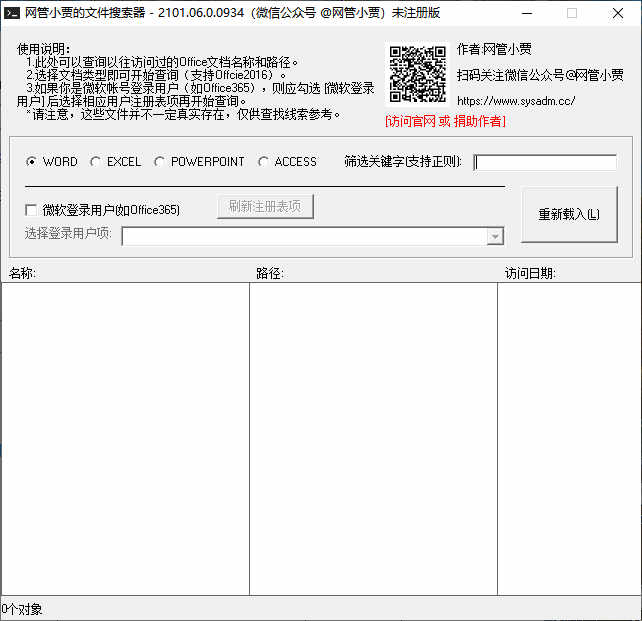 网管小贾的文件搜索器 - 2101.06.0.0934（微信公众号 @网管小贾）未注册版
使用说明：
1.此处可以查询以往访问过的Office文档名称和路径。
2.选择文档类型即可开始查询（支持Offcie2016）。
3.如果你是微软帐号登录用户（如Office365），则应勾选 [微软登录
用户] 后选择相应用户注册表项再开始查询。
*请注意，这些文件并不一定真实存在，仅供查找线索参考。
作者:网管小贾
扫码关注微信公众号@网管小贾
https://www.sysadm.cc/
[访问官网 或 捐助作者]
WORD EXCEL POWERPOINT ACCESS 筛选关键字(支持正则):
微软登录用户(如Office365) 刷新注册表项
重新载入(L)
选择登录用户项:
名称: 路径: 访问日期:
0个对象